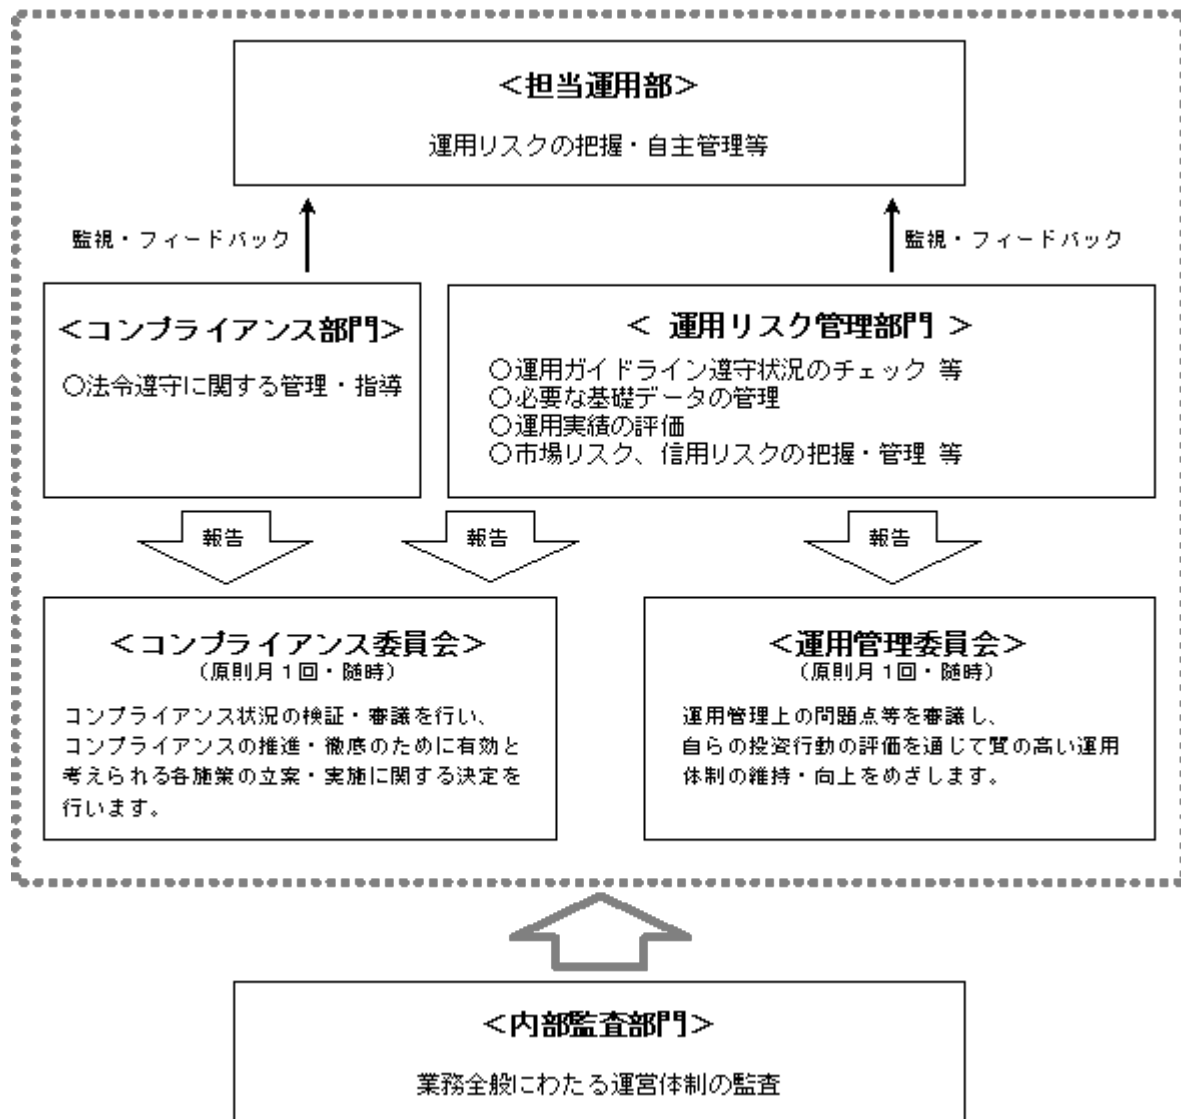 ＜担当運用部＞
運用リスクの把握・自主管理等
監視・フィードバック
監視・フィードバック
＜コンプライアンス部門＞
○法令遵守に関する管理・指導
＜ 運用リスク管理部門 ＞
○運用ガイドライン遵守状況のチェック 等
○必要な基礎データの管理
○運用実績の評価
○市場リスク、信用リスクの把握・管理 等
報告
報告
報告
＜コンプライアンス委員会＞
（原則月１回・随時）
コンプライアンス状況の検証・審議を行い、
コンプライアンスの推進・徹底のために有効と
考えられる各施策の立案・実施に関する決定を
行います。
＜運用管理委員会＞
（原則月１回・随時）
運用管理上の問題点等を審議し、
自らの投資行動の評価を通じて質の高い運用
体制の維持・向上をめざします。
＜内部監査部門＞
業務全般にわたる運営体制の監査